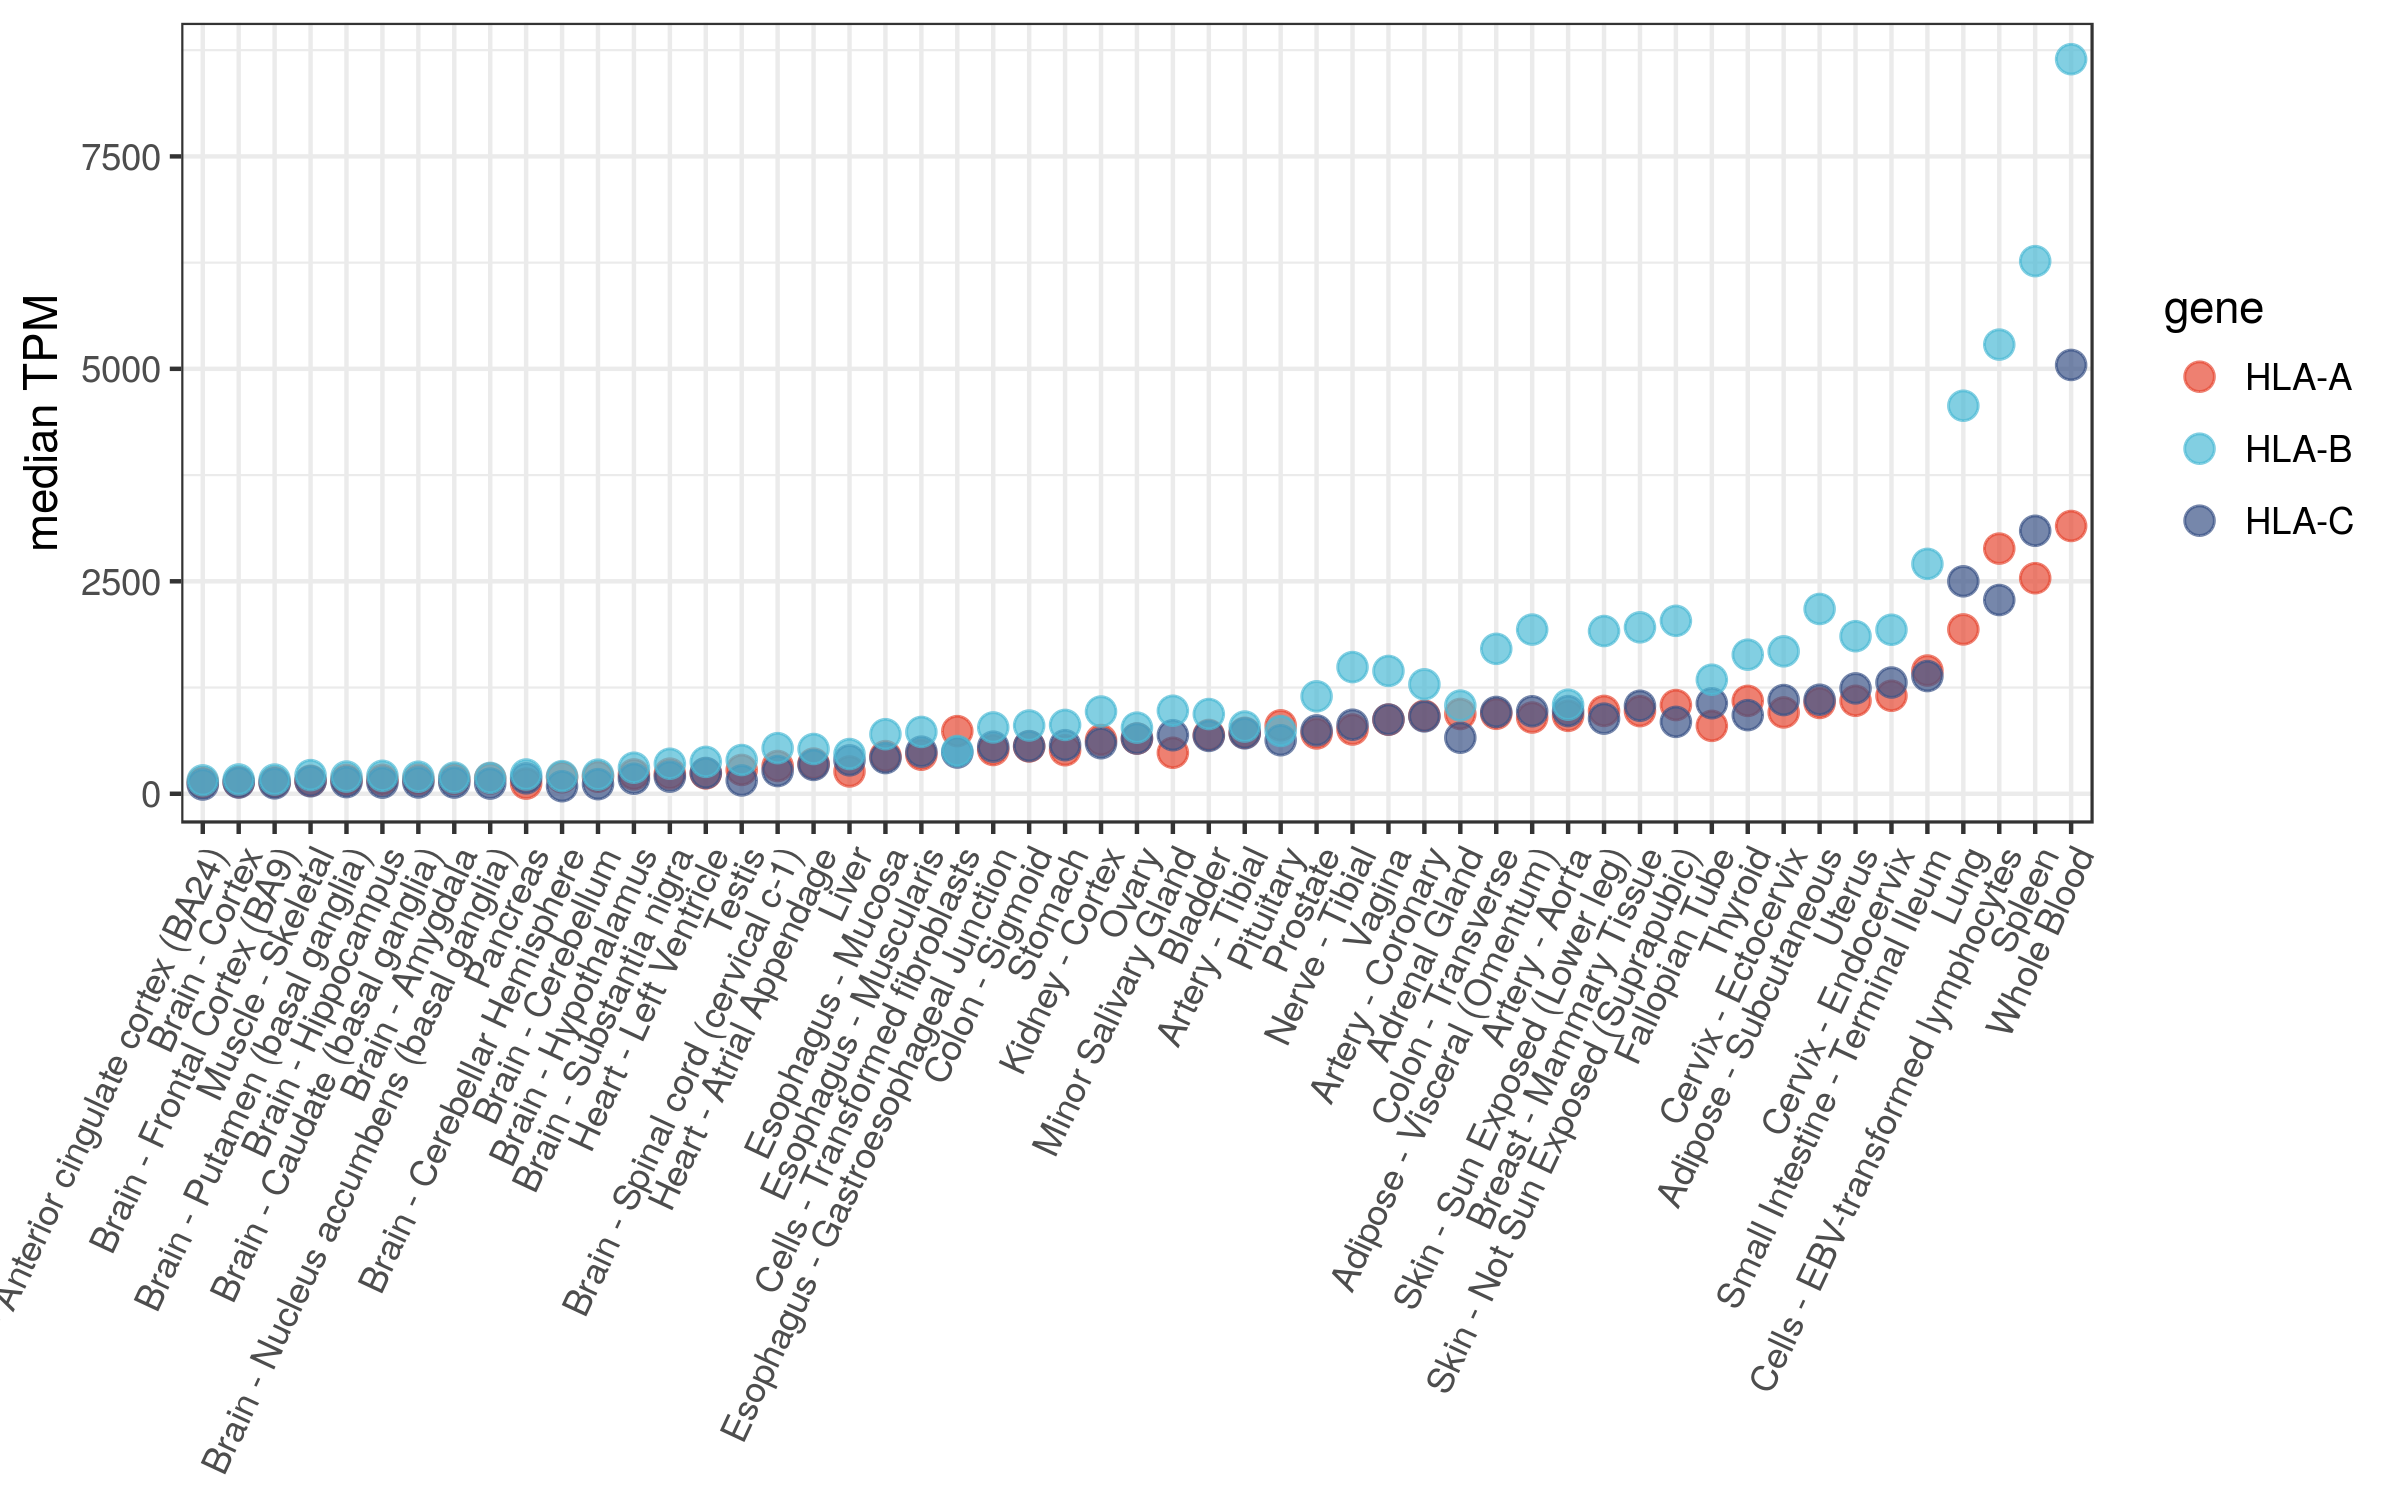 median TPM
7500
5000
2500
0
Anterior cingulate cortex (BA24)
Brain - Cortex
Brain - Frontal Cortex (BA9)
Muscle - Skeletal
Brain - Putamen (basal ganglia)
Brain - Hippocampus
Brain - Caudate (basal ganglia)
Brain - Amygdala
Brain - Nucleus accumbens (basal ganglia)
Pancreas
Brain - Cerebellar Hemisphere
Brain - Cerebellum
Brain - Hypothalamus
Brain - Substantia nigra
Heart - Left Ventricle
Testis
Brain - Spinal cord (cervical c-1)
Heart - Atrial Appendage
Liver
Esophagus - Mucosa
Esophagus - Muscularis
Cells - Transformed fibroblasts
Esophagus - Gastroesophageal Junction
Colon - Sigmoid
Stomach
Kidney - Cortex
Ovary
Minor Salivary Gland
Bladder
Artery - Tibial
Pituitary
Prostate
Nerve - Tibial
Vagina
Artery - Coronary
Adrenal Gland
Colon - Transverse
Adipose - Visceral (Omentum)
Artery - Aorta
Skin - Sun Exposed (Lower leg)
Breast - Mammary Tissue
Skin - Not Sun Exposed (Suprapubic)
Fallopian Tube
Thyroid
Cervix - Ectocervix
Adipose - Subcutaneous
Uterus
Cervix - Endocervix
Small Intestine - Terminal Ileum
Lung
Cells - EBV-transformed lymphocytes
Spleen
Whole Blood
gene
HLA-A
HLA-B
HLA-C